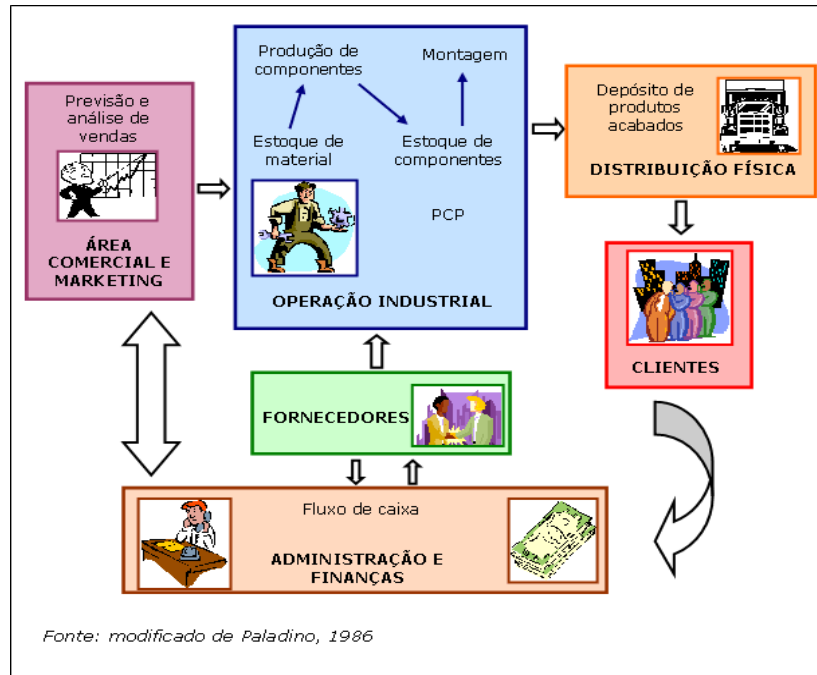 Previsão e
análise de
vendas
ÁREA
COMERCIAL E
MARKETING
Produção de
componentes
Montagem
Estoque de
material
Estoque de
componentes
PCP
OPERAÇÃO INDUSTRIAL
Depósito de
produtos
acabados
DISTRIBUIÇÃO FÍSICA
CLIENTES
FORNECEDORES
Fluxo de caixa
ADMINISTRAÇÃO E
FINANÇAS
Fonte: modificado de Paladino, 1986